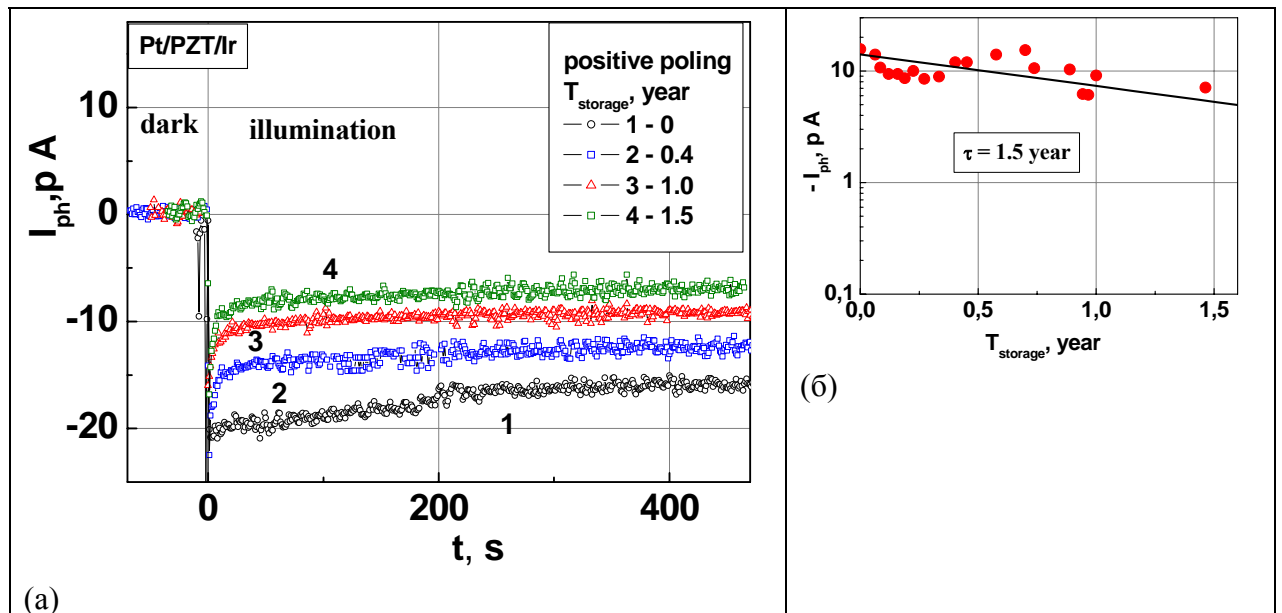 Pt/PZT/Ir
positive poling
T storage, year
1 - 0
2 - 0.4
3 - 1.0
4 - 1.5
dark
illumination
10
0
-10
-20
I ph, p A
4
3
2
1
0
200
400
t, s
(a)
10
1
0,1
- I ph, p A
τ = 1.5 year
0,0
0,5
1,0
1,5
T storage, year
(б)